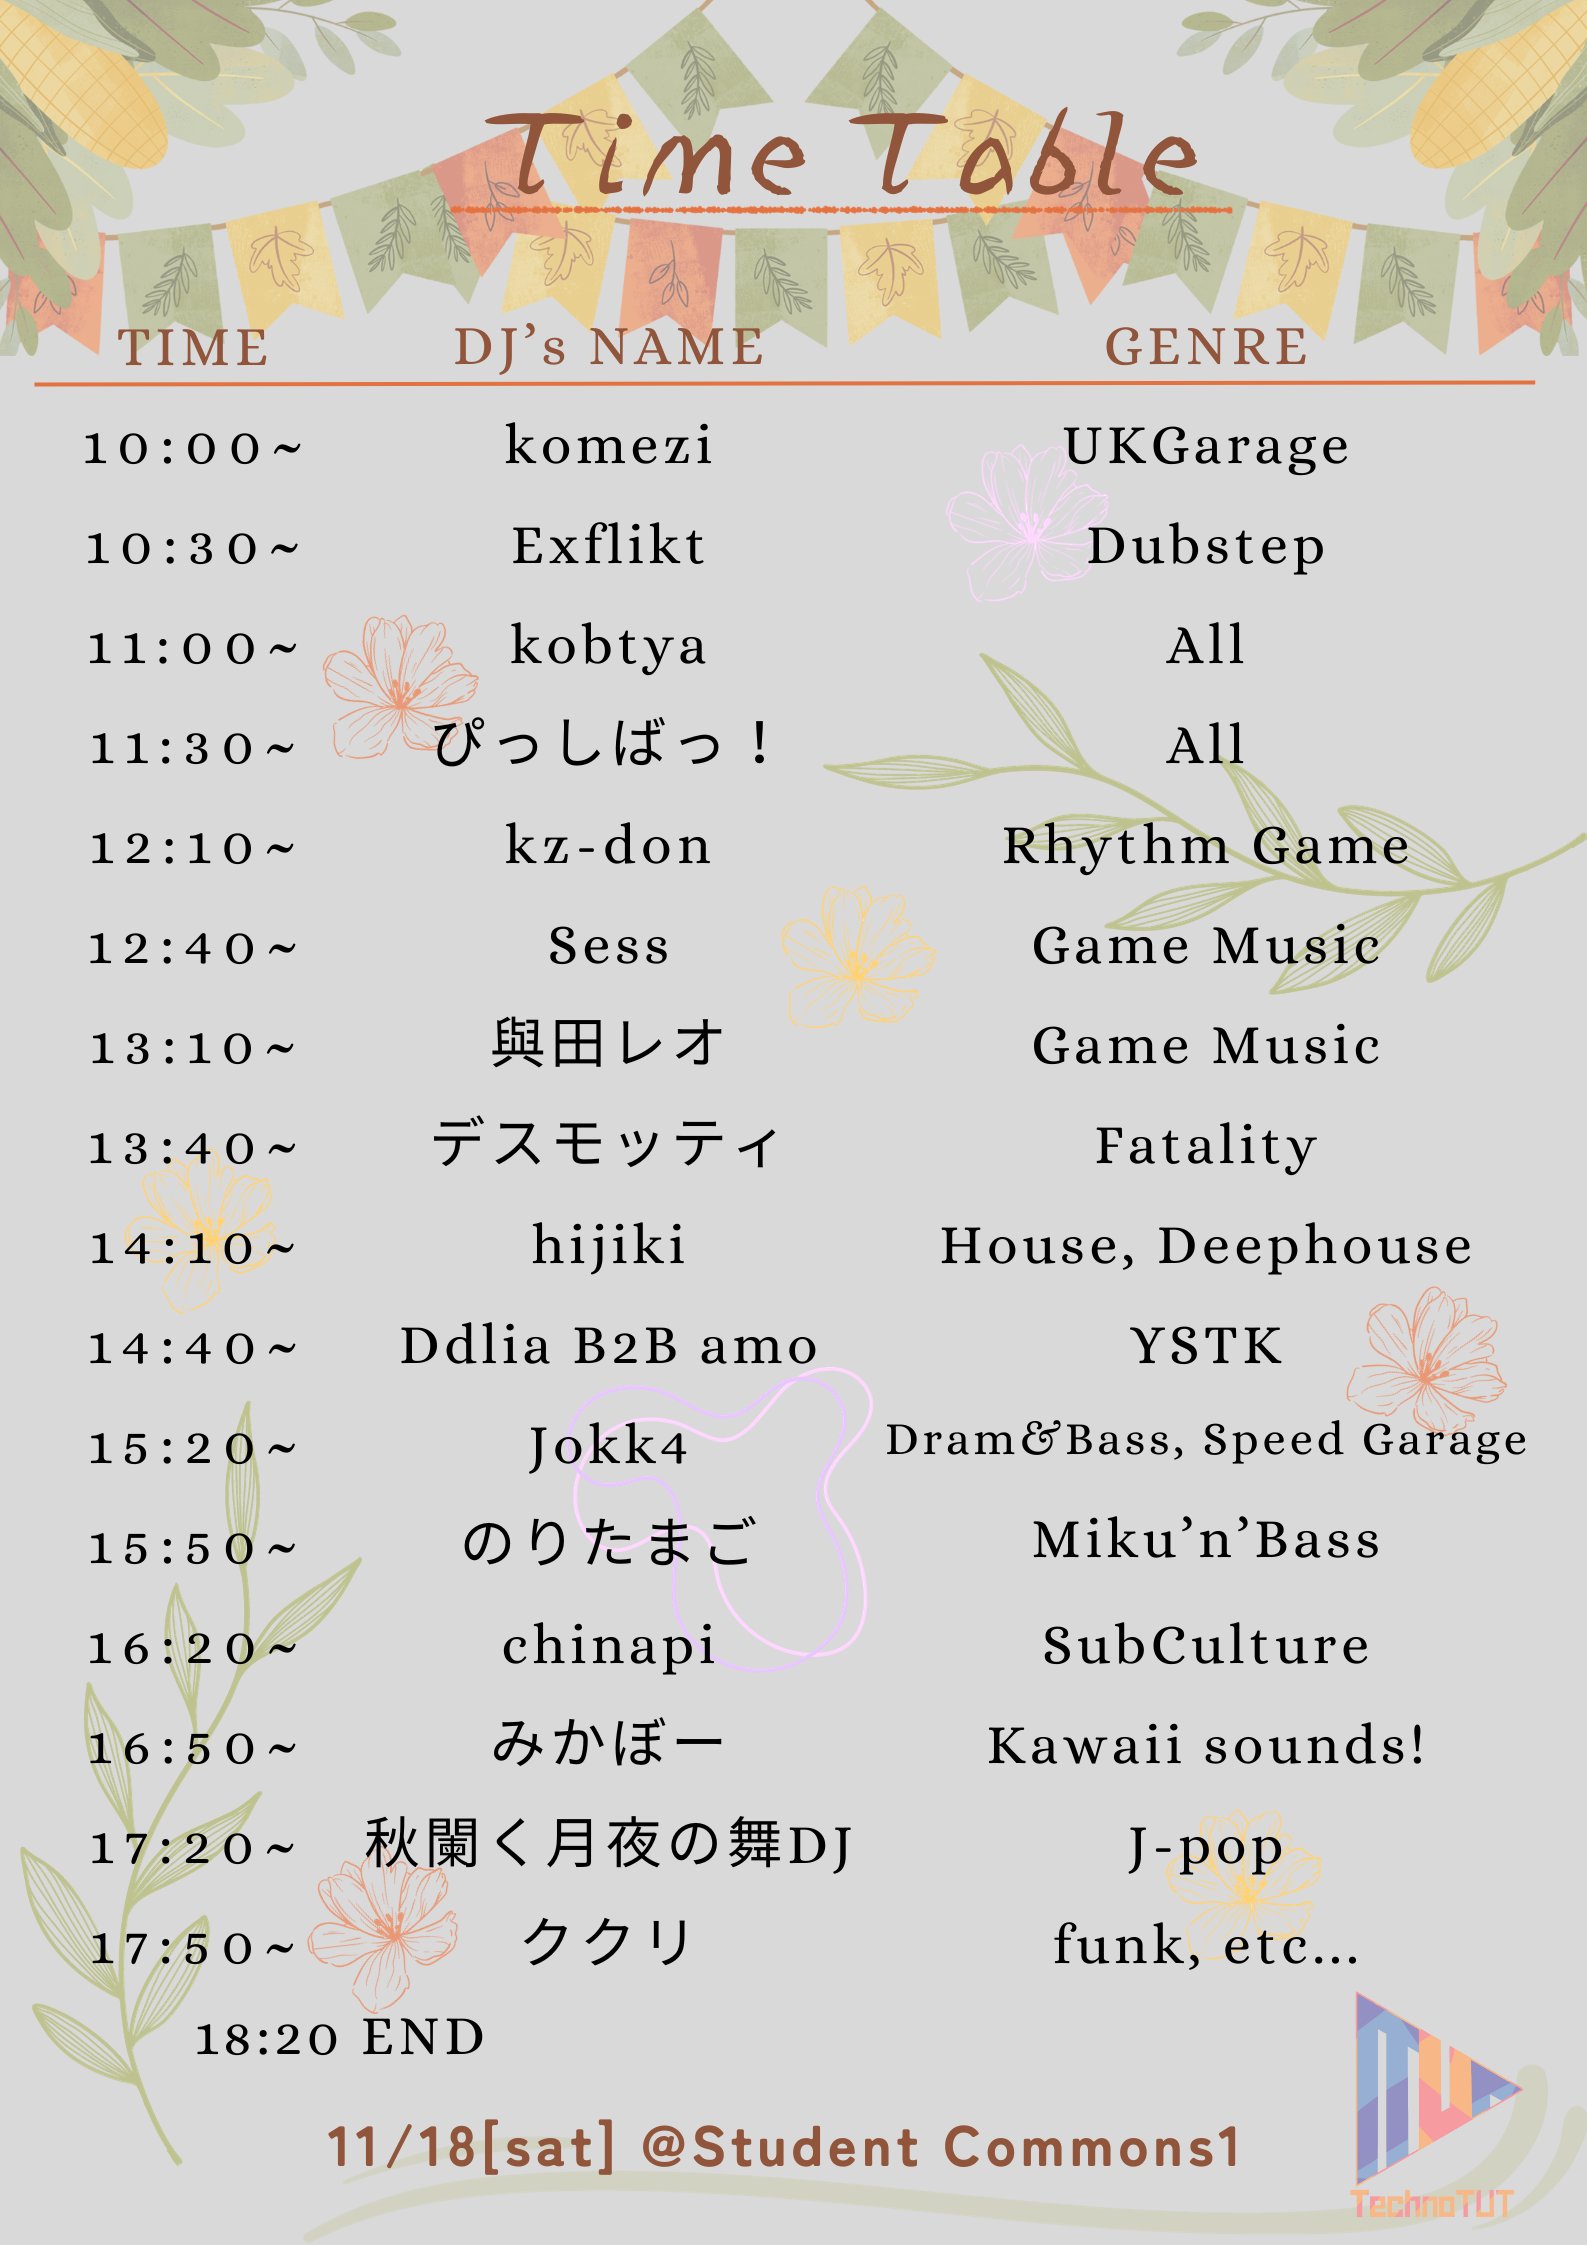 Time Table
TIME DJ’s NAME GENRE
10:00~ komezi UKGarage
10:30~ Exflikt Dubstep
11:00~ kobtya All
11:30~ ぴっしばっ！ All
12:10~ kz-don Rhythm Game
12:40~ Sess Game Music
13:10~ 與田レオ Game Music
13:40~ デスモッティ Fatality
14:10~ hijiki House, Deephouse
14:40~ Ddlia B2B amo YSTK
15:20~ Jokk4 Dram&Bass, Speed Garage
15:50~ のりたまご Miku’n’Bass
16:20~ chinapi SubCulture
16:50~ みかぼー Kawaii sounds!
17:20~ 秋闌く月夜の舞DJ J-pop
17:50~ ククリ funk, etc...
18:20 END
11/18[sat] @Student Commons1
TechnoTUT